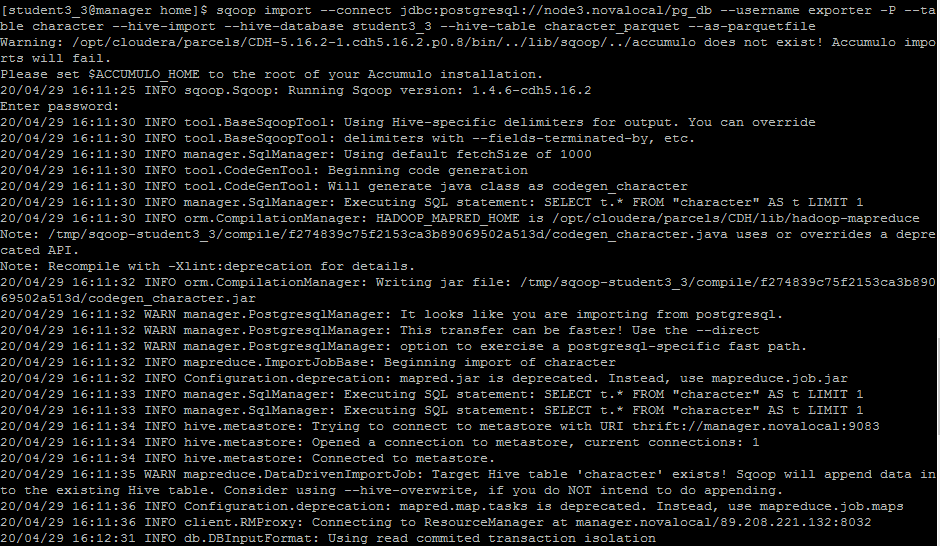 [student3_3@manager home]$ sqoop import --connect jdbc:postgresql://node3.novalocal/pg_db --username exporter -P --ta
ble character --hive-import --hive-database student3_3 --hive-table character_parquet --as-parquetfile
Warning: /opt/cloudera/parcels/CDH-5.16.2-1.cdh5.16.2.p0.8/bin/../lib/sqoop/../accumulo does not exist! Accumulo impo
rts will fail.
Please set $ACCUMULO_HOME to the root of your Accumulo installation.
20/04/29 16:11:25 INFO sqoop.Sqoop: Running Sqoop version: 1.4.6-cdh5.16.2
Enter password:
20/04/29 16:11:30 INFO tool.BaseSqoopTool: Using Hive-specific delimiters for output. You can override
20/04/29 16:11:30 INFO tool.BaseSqoopTool: delimiters with --fields-terminated-by, etc.
20/04/29 16:11:30 INFO manager.SqlManager: Using default fetchSize of 1000
20/04/29 16:11:30 INFO tool.CodeGenTool: Beginning code generation
20/04/29 16:11:30 INFO tool.CodeGenTool: Will generate java class as codegen_character
20/04/29 16:11:30 INFO manager.SqlManager: Executing SQL statement: SELECT t.* FROM "character" AS t LIMIT 1
20/04/29 16:11:30 INFO orm.CompilationManager: HADOOP_MAPRED_HOME is /opt/cloudera/parcels/CDH/lib/hadoop-mapreduce
Note: /tmp/sqoop-student3_3/compile/f274839c75f2153ca3b89069502a513d/codegen_character.java uses or overrides a depre
cated API.
Note: Recompile with -Xlint:deprecation for details.
20/04/29 16:11:32 INFO orm.CompilationManager: Writing jar file: /tmp/sqoop-student3_3/compile/f274839c75f2153ca3b890
69502a513d/codegen_character.jar
20/04/29 16:11:32 WARN manager.PostgresqlManager: It looks like you are importing from postgresql.
20/04/29 16:11:32 WARN manager.PostgresqlManager: This transfer can be faster! Use the --direct
20/04/29 16:11:32 WARN manager.PostgresqlManager: option to exercise a postgresql-specific fast path.
20/04/29 16:11:32 INFO mapreduce.ImportJobBase: Beginning import of character
20/04/29 16:11:32 INFO Configuration.deprecation: mapred.jar is deprecated. Instead, use mapreduce.job.jar
20/04/29 16:11:33 INFO manager.SqlManager: Executing SQL statement: SELECT t.* FROM "character" AS t LIMIT 1
20/04/29 16:11:33 INFO manager.SqlManager: Executing SQL statement: SELECT t.* FROM "character" AS t LIMIT 1
20/04/29 16:11:34 INFO hive.metastore: Trying to connect to metastore with URI thrift://manager.novalocal:9083
20/04/29 16:11:34 INFO hive.metastore: Opened a connection to metastore, current connections: 1
20/04/29 16:11:34 INFO hive.metastore: Connected to metastore.
20/04/29 16:11:35 WARN mapreduce.DataDrivenImportJob: Target Hive table 'character' exists! Sqoop will append data in
to the existing Hive table. Consider using --hive-overwrite, if you do NOT intend to do appending.
20/04/29 16:11:36 INFO Configuration.deprecation: mapred.map.tasks is deprecated. Instead, use mapreduce.job.maps
20/04/29 16:11:36 INFO client.RMProxy: Connecting to ResourceManager at manager.novalocal/89.208.221.132:8032
20/04/29 16:12:31 INFO db.DBInputFormat: Using read commited transaction isolation